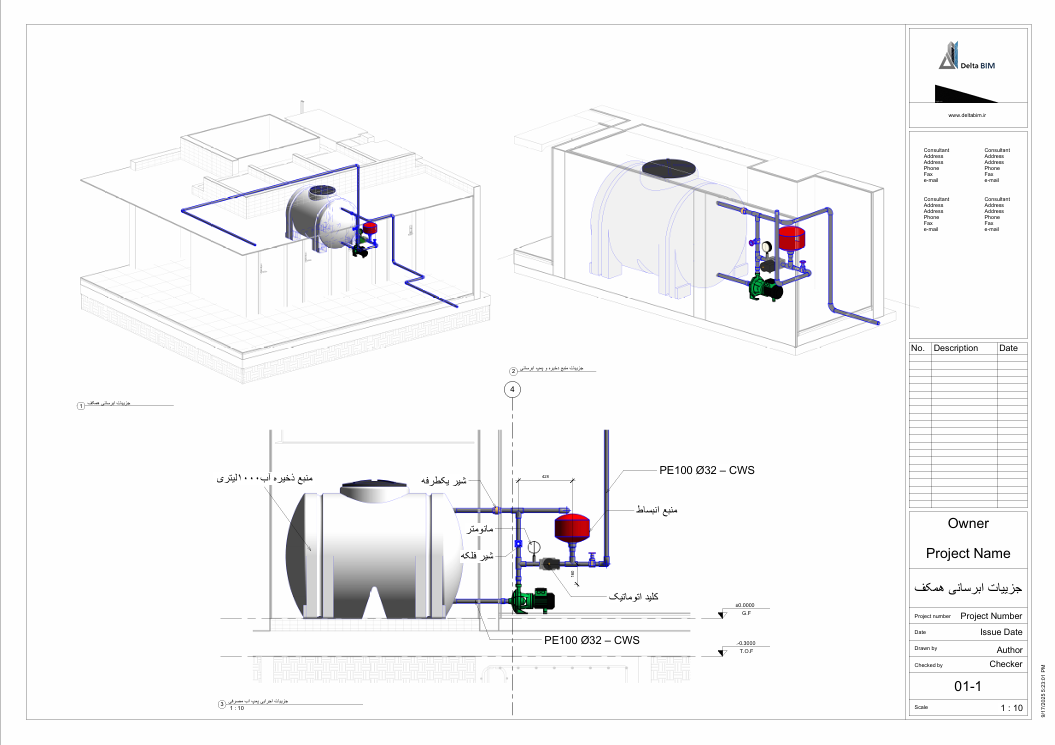 جزییات ابرسانی همکف
1
جزییات منبع ذخیره و پمپ ابرسانی
2
4
منبع ذخیره آب۱۰۰۰لیتری
شیر یکطرفه
مانومتر
شیر فلکه
PE100 Ø32 – CWS
منبع انبساط
کلید اتوماتیک
PE100 Ø32 – CWS
±0.0000
G.F
-0.3000
T.O.F
جزییات اجرایی پمپ آب مصرفی
3
1 : 10
Delta BIM
www.deltabim.ir
Consultant
Address
Address
Phone
Fax
e-mail
Consultant
Address
Address
Phone
Fax
e-mail
Consultant
Address
Address
Phone
Fax
e-mail
Consultant
Address
Address
Phone
Fax
e-mail
No. Description Date
Owner
Project Name
جزییات ابرسانی همکف
Project number Project Number
Date Issue Date
Drawn by Author
Checked by Checker
01-1
Scale 1 : 10
9/17/2025 5:23:01 PM